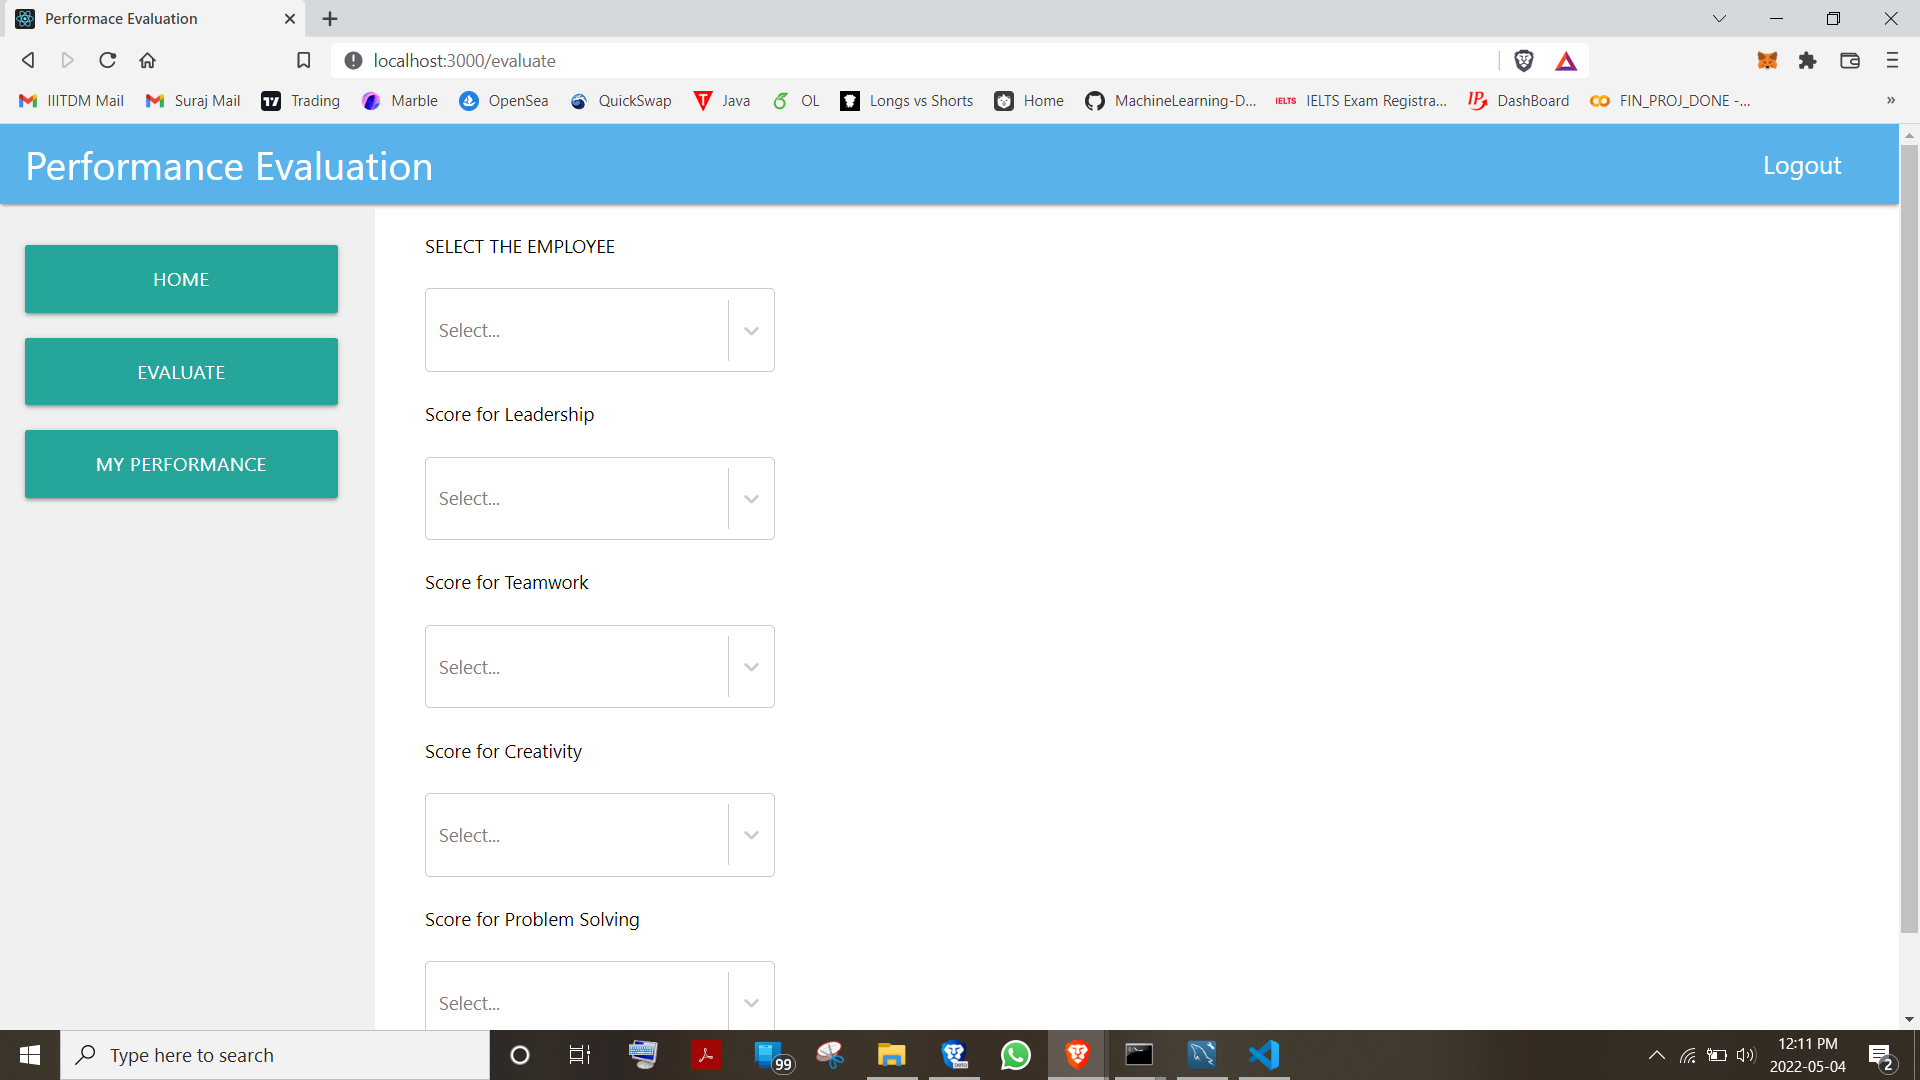 Performace Evaluation
localhost:3000/evaluate
IIITDM Mail
Suraj Mail
Trading
Marble
OpenSea
QuickSwap
Java
OL
Longs vs Shorts
Home
MachineLearning-D...
IELTS
IELTS Exam Registra...
IP
DashBoard
FIN_PROJ_DONE -...
»
Performance Evaluation
Logout
HOME
EVALUATE
MY PERFORMANCE
SELECT THE EMPLOYEE
Select...
Score for Leadership
Select...
Score for Teamwork
Select...
Score for Creativity
Select...
Score for Problem Solving
Select...
Type here to search
99
beta
12:11 PM
2022-05-04
2